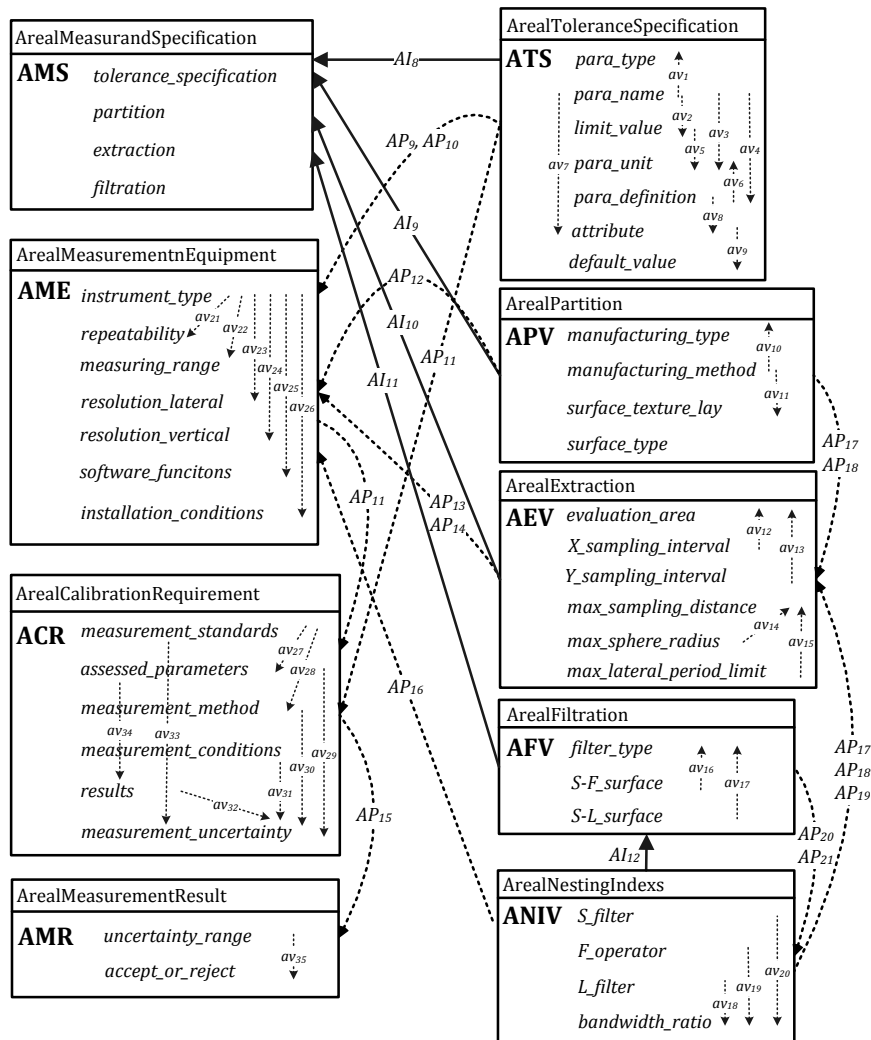 ArealMeasurandSpecification
AMS tolerance_specification
partition
extraction
filtration
ArealToleranceSpecification
ATS para_type
para_name
limit_value
para_unit
para_definition
attribute
default_value
av1
av2
av3
av4
av5
av6
av7
av8
av9
AI8
AP9, AP10
AI9
AP12
AI10
AP11
AI11
ArealMeasurementnEquipment
AME instrument_type
repeatability
measuring_range
resolution_lateral
resolution_vertical
software_funcitons
installation_conditions
av21
av22
av23
av24
av25
av26
ArealPartition
APV manufacturing_type
manufacturing_method
surface_texture_lay
surface_type
av10
av11
AP17
AP18
AP11
AP13
AP14
ArealExtraction
AEV evaluation_area
X_sampling_interval
Y_sampling_interval
max_sampling_distance
max_sphere_radius
max_lateral_period_limit
av12
av13
av14
av15
ArealCalibrationRequirement
ACR measurement_standards
assessed_parameters
measurement_method
measurement_conditions
results
measurement_uncertainty
av27
av28
av29
av30
av31
av32
av33
av34
AP16
AP15
ArealFiltration
AFV filter_type
S-F_surface
S-L_surface
av16
av17
AP17
AP18
AP19
AP20
AP21
AI12
ArealMeasurementResult
AMR uncertainty_range
accept_or_reject
av35
ArealNestingIndexs
ANIV S_filter
F_operator
L_filter
bandwidth_ratio
av18
av19
av20